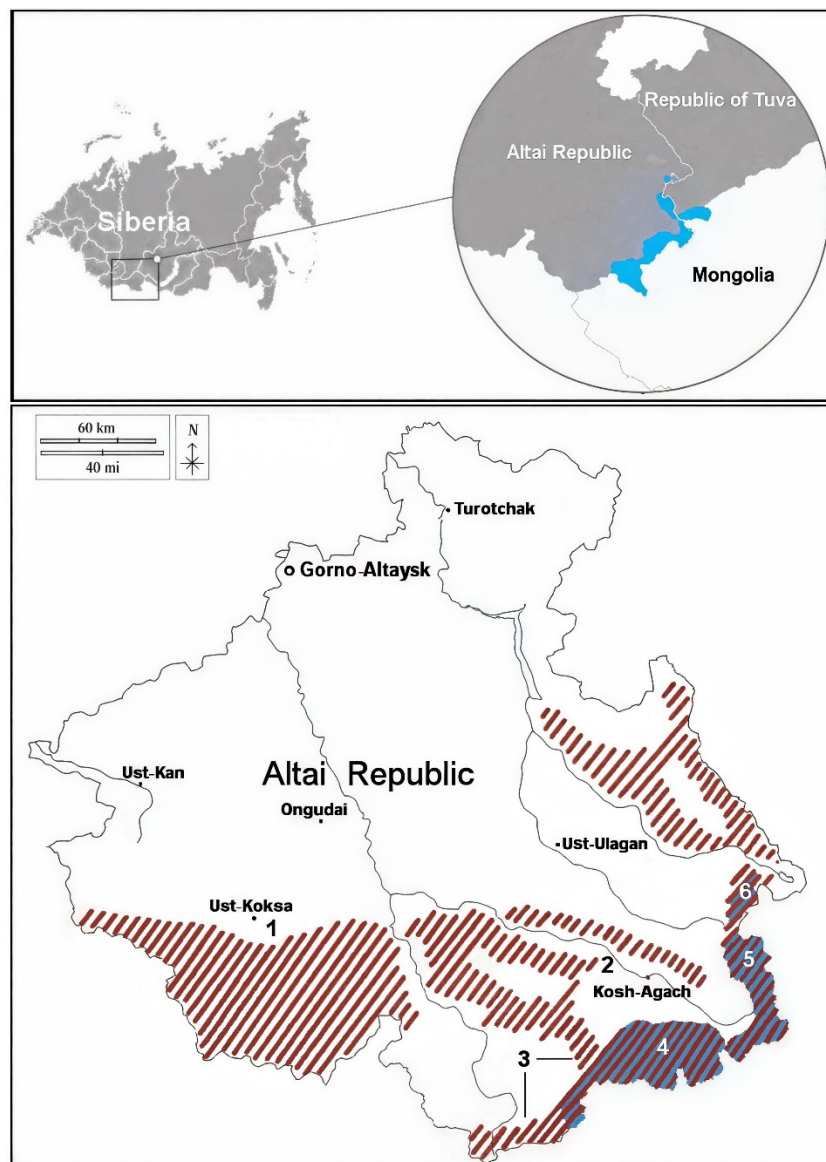 Siberia
Republic of Tuva
Altai Republic
Mongolia
60 km
40 mi
N
Turotchak
Gorno-Altaysk
Ust-Kan
Altai Republic
Ongudai
Ust-Ulagan
Ust-Koksa
1
2
Kosh-Agach
3
4
5
6